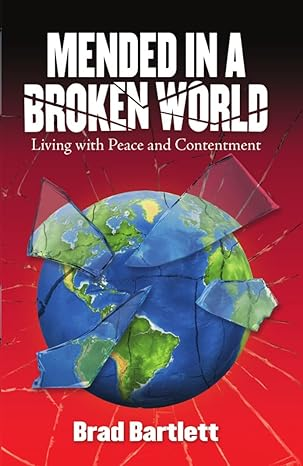 MENDED IN A
BROKEN WORLD
Living with Peace and Contentment
Brad Bartlett